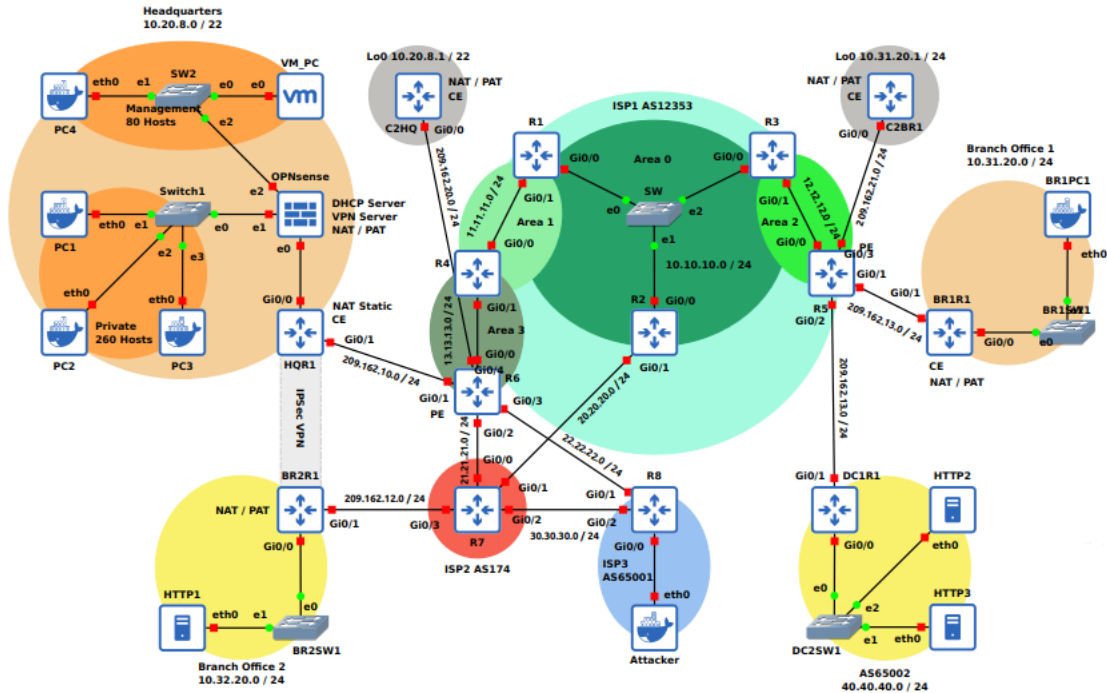 Headquarters
10.20.8.0 / 22
Lo0 10.20.8.1 / 22
Lo0 10.31.20.1 / 24
SW2
eth0
e1
e0
e0
VM_PC
vm
PC4
Management
80 Hosts
e2
NAT / PAT
CE
C2HQ
Gi0/0
209.162.20.0 / 24
NAT / PAT
CE
C2BR1
Gi0/0
209.162.21.0 / 24
ISP1 AS12353
R1
Gi0/0
Gi0/1
Area 0
R3
Gi0/0
Gi0/1
SW
e0
e2
e1
10.10.10.0 / 24
11.11.11.0 / 24
Area 1
Gi0/0
12.12.12.0 / 24
Area 2
Gi0/0
Branch Office 1
10.31.20.0 / 24
BR1PC1
eth0
OPNsense
e2
e1
e0
DHCP Server
VPN Server
NAT / PAT
Switch1
PC1
eth0
e1
e0
e2
e3
eth0
eth0
Private
260 Hosts
PC2
PC3
Gi0/0
NAT Static
CE
HQR1
Gi0/1
209.162.10.0 / 24
R4
Gi0/1
13.13.13.0 / 24
Area 3
Gi0/0
Gi0/4
R6
Gi0/1
PE
Gi0/3
Gi0/2
R2
Gi0/0
Gi0/1
20.20.20.0 / 24
PE
Gi0/3
Gi0/1
R5
Gi0/2
209.162.13.0 / 24
Gi0/1
BR1R1
Gi0/0
CE
NAT / PAT
BR1SW1
e0
e1
209.162.13.0 / 24
IPSec VPN
BR2R1
NAT / PAT
Gi0/1
Gi0/0
209.162.12.0 / 24
21.21.21.0 / 24
22.22.22.0 / 24
Gi0/0
Gi0/1
Gi0/3
Gi0/2
R7
ISP2 AS174
30.30.30.0 / 24
R8
Gi0/1
Gi0/2
Gi0/0
ISP3
AS65001
eth0
Attacker
Gi0/1
DC1R1
Gi0/0
HTTP2
eth0
e0
e2
e1
eth0
HTTP3
DC2SW1
AS65002
40.40.40.0 / 24
HTTP1
eth0
e1
e0
BR2SW1
Branch Office 2
10.32.20.0 / 24